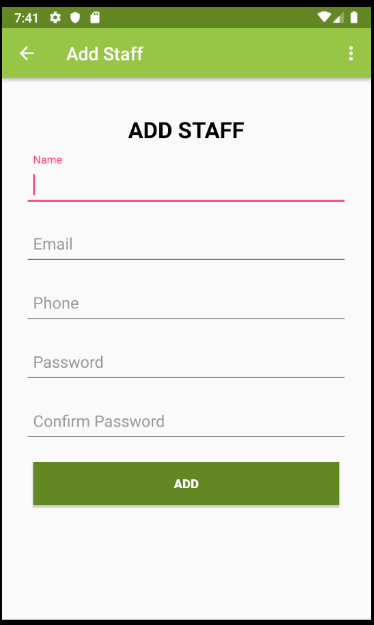 7:41
Add Staff
ADD STAFF
Name
Email
Phone
Password
Confirm Password
ADD